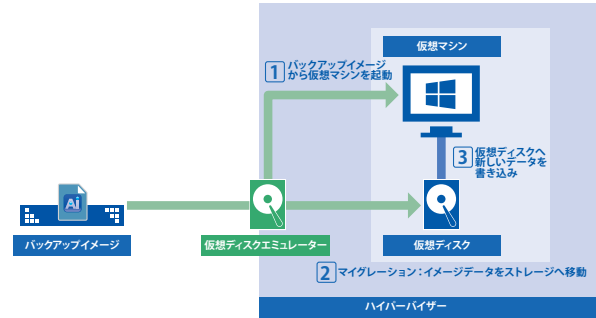 仮想マシン
1 バックアップイメージ
から仮想マシンを起動
3 仮想ディスクへ
新しいデータを
書き込み
Ai
バックアップイメージ
仮想ディスクエミュレーター
仮想ディスク
2 マイグレーション：イメージデータをストレージへ移動
ハイパーバイザー